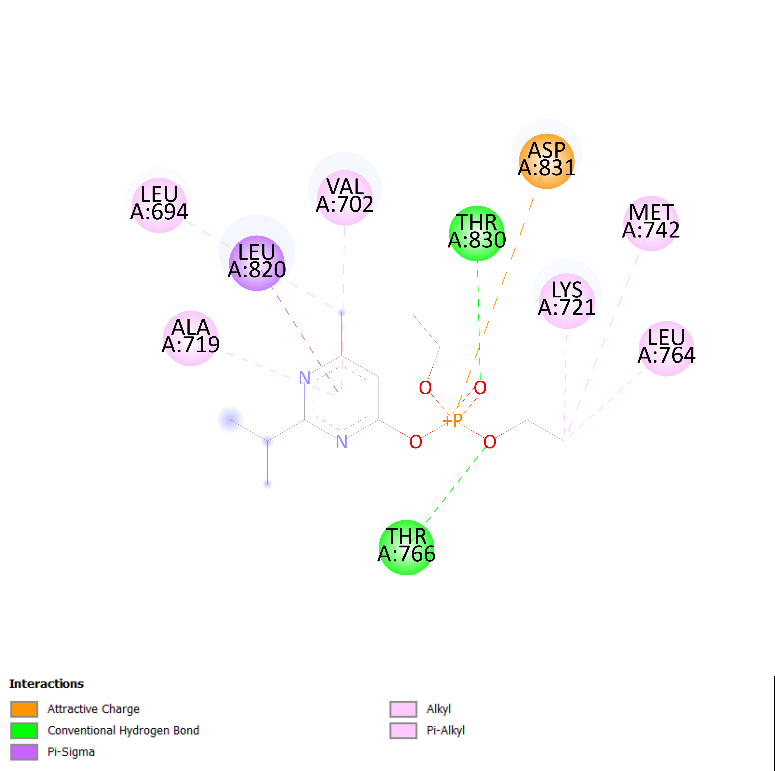 ASP
A:831
LEU
A:694
VAL
A:702
THR
A:830
MET
A:742
LEU
A:820
LYS
A:721
ALA
A:719
LEU
A:764
N
O
O
+P
N
O
O
THR
A:766
Interactions
Attractive Charge
Conventional Hydrogen Bond
Pi-Sigma
Alkyl
Pi-Alkyl